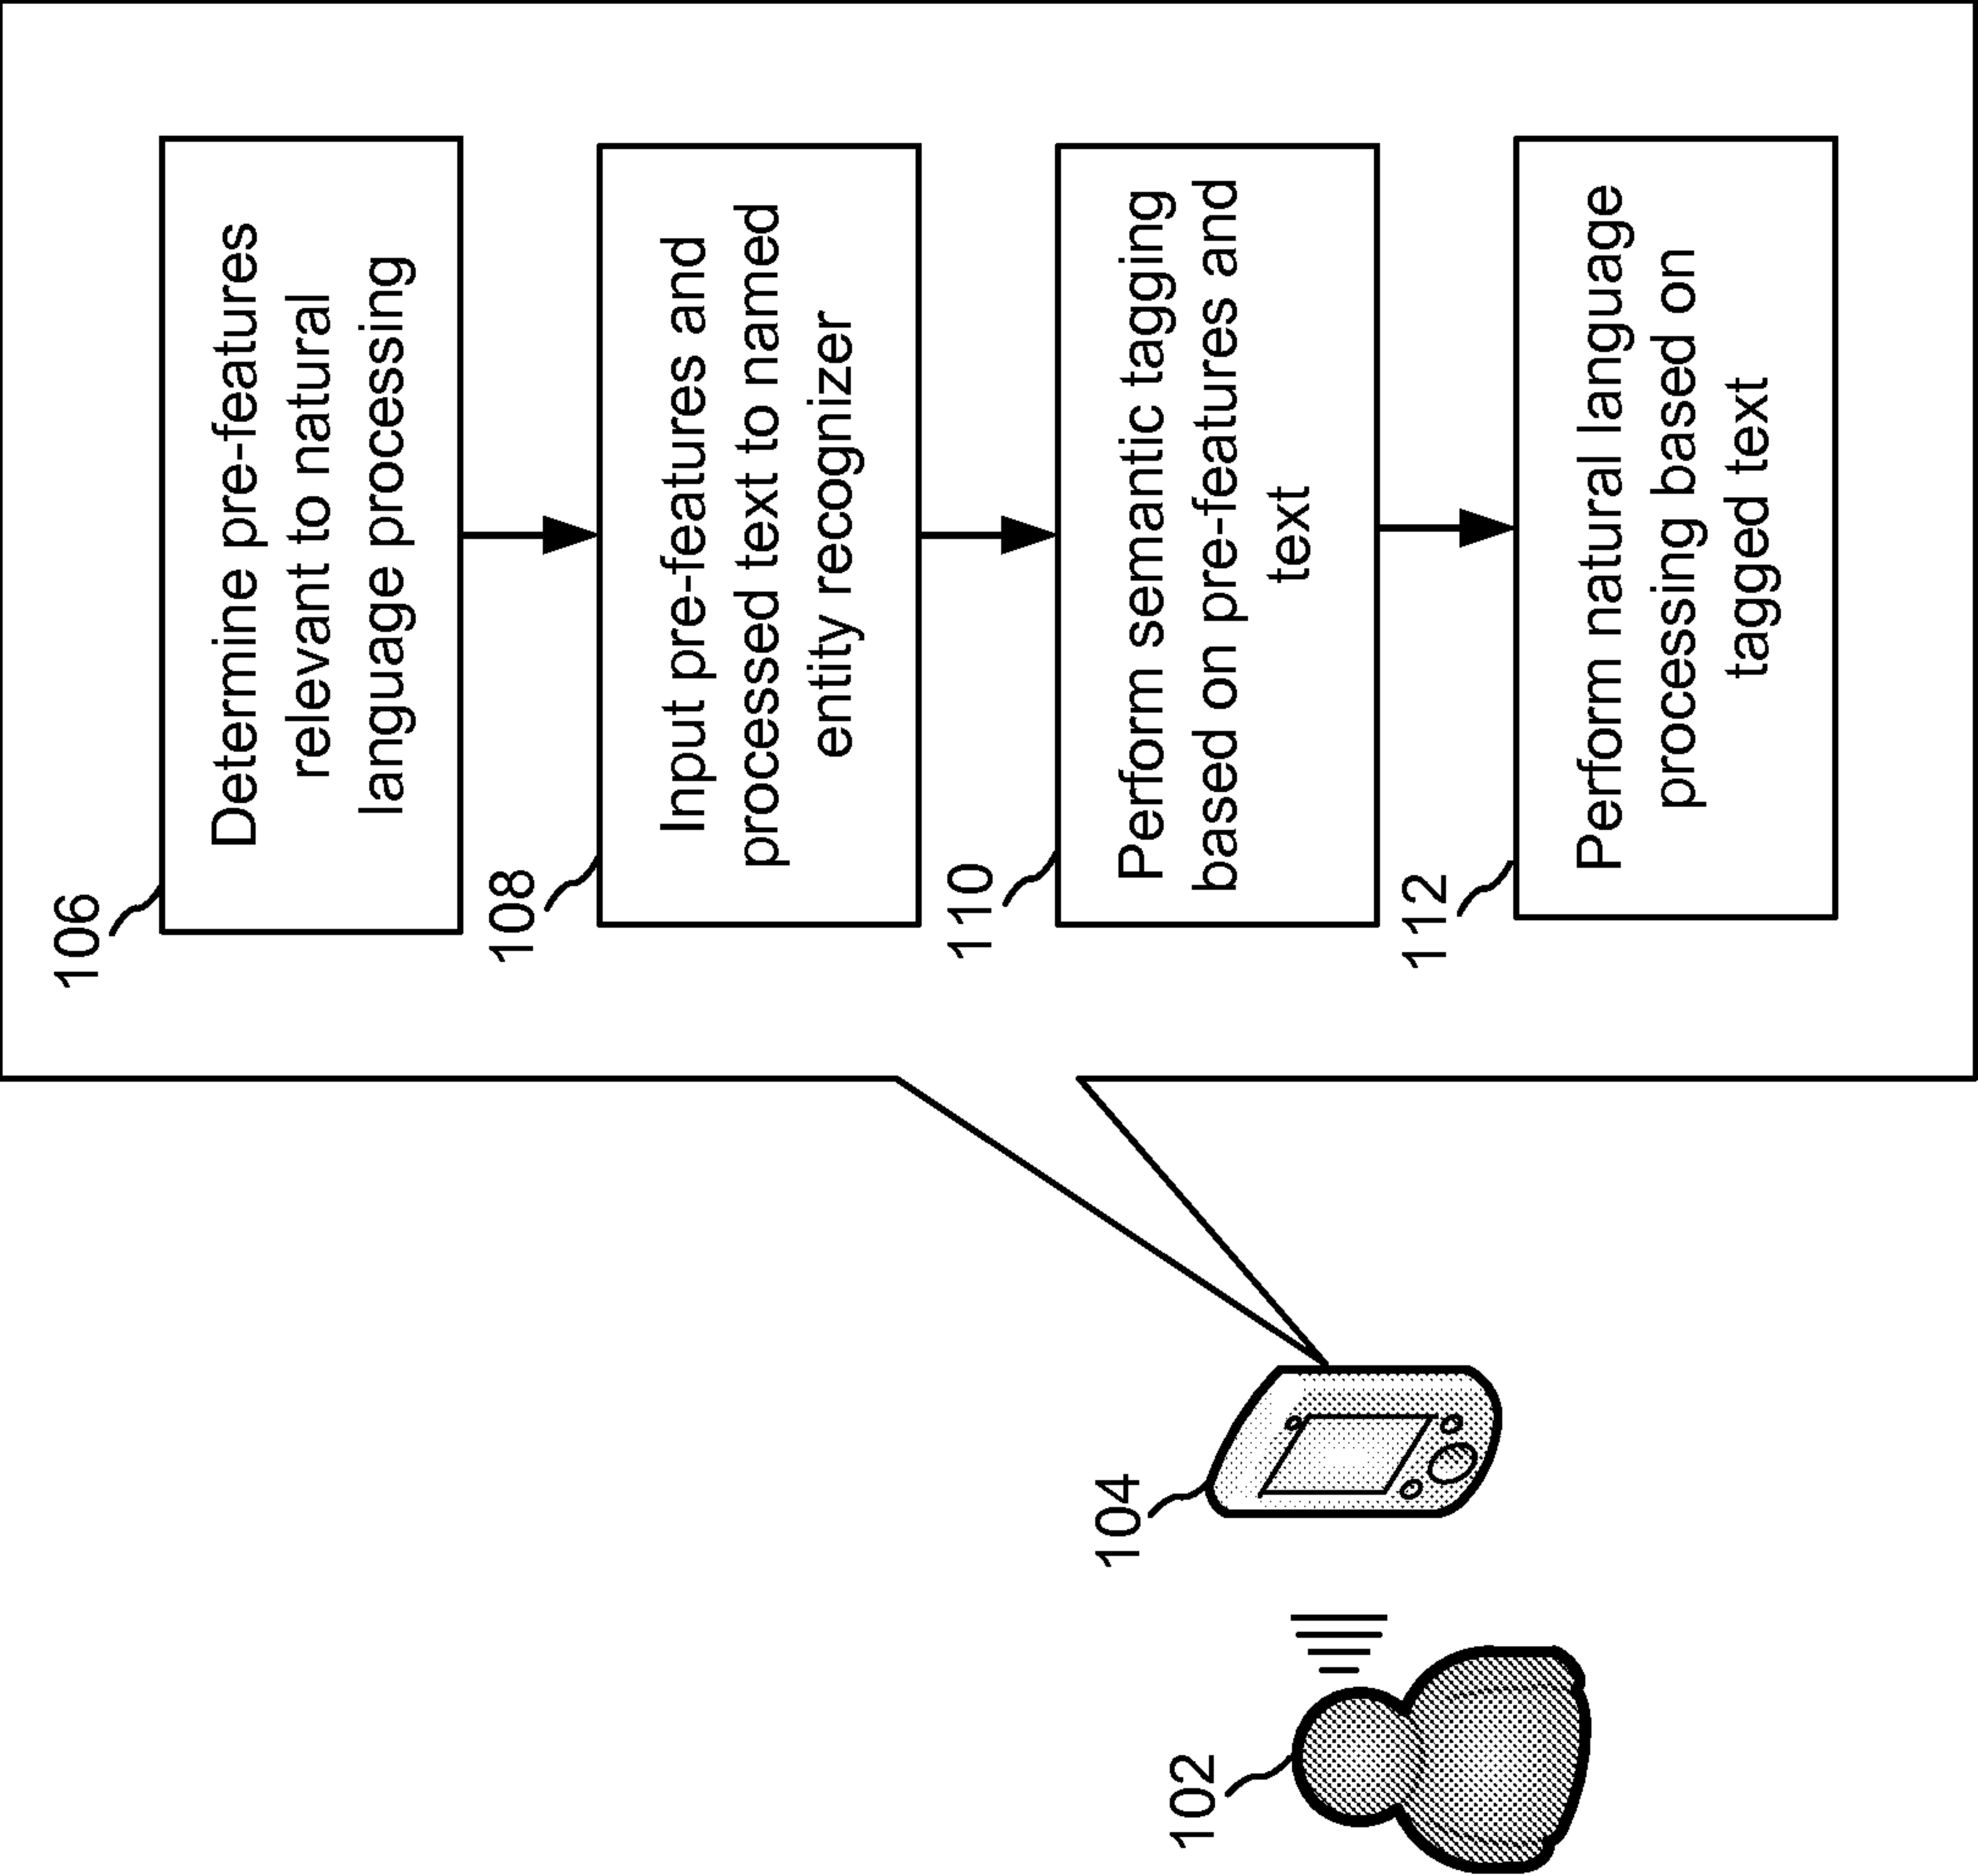 106
Determine pre-features
relevant to natural
language processing
108
Input pre-features and
processed text to named
entity recognizer
110
Perform semantic tagging
based on pre-features and
text
112
Perform natural language
processing based on
tagged text
104
102